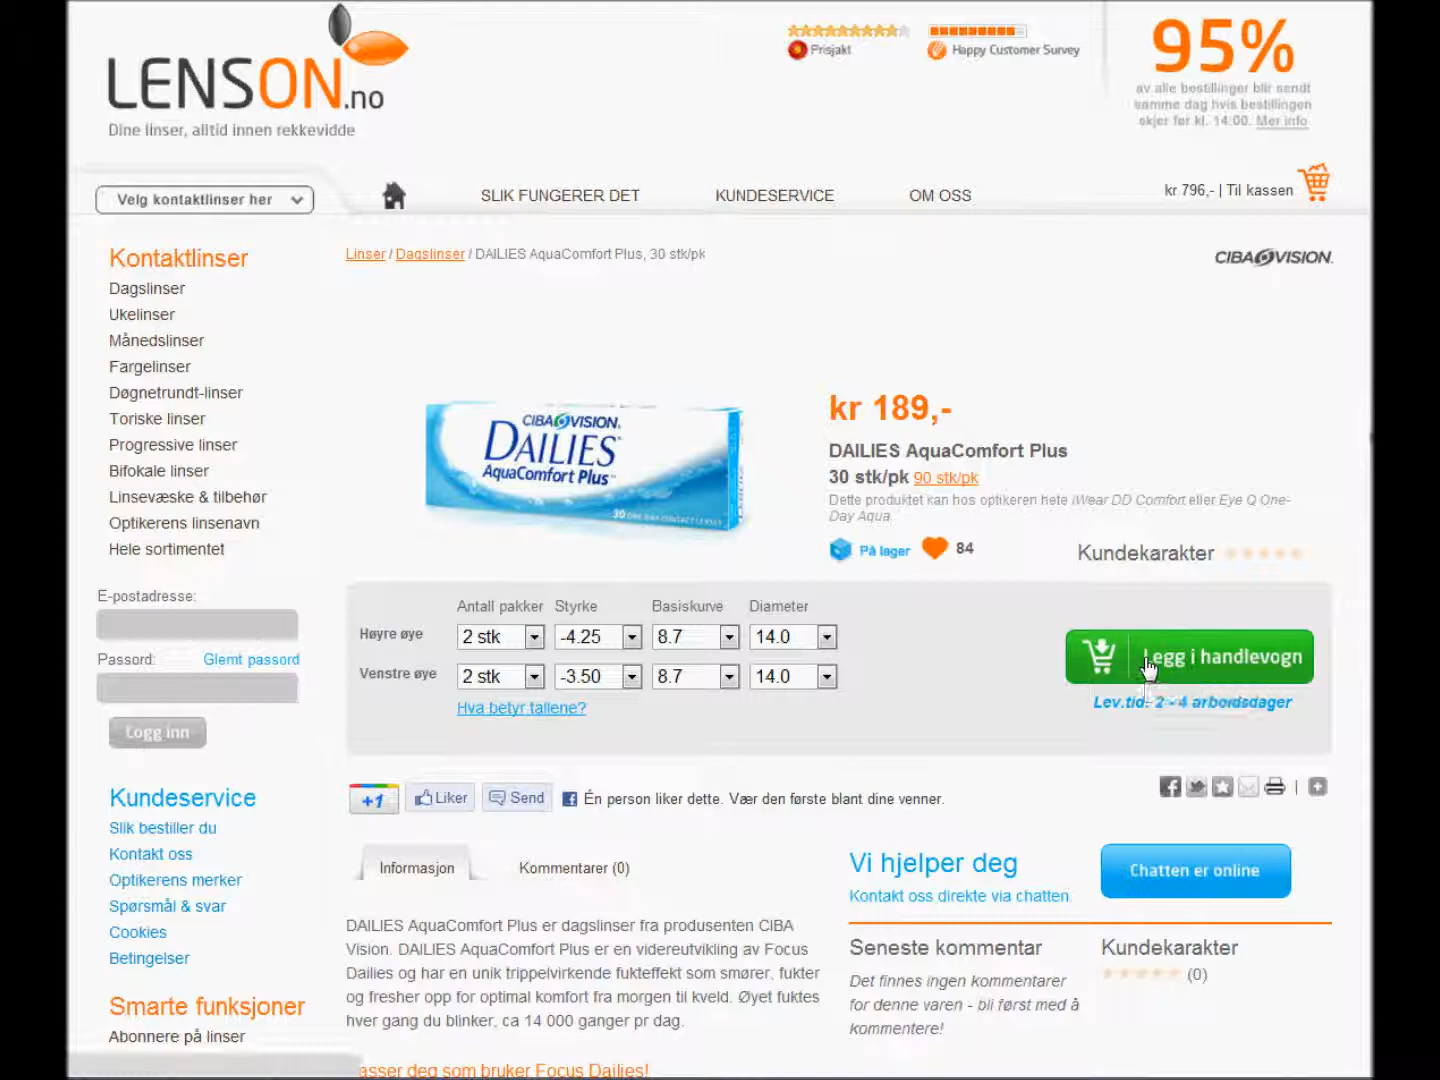 LENSON.no
Dine linser, alltid innen rekkevidde
Prisjakt
Happy Customer Survey
95%
av alle bestillinger blir sendt
samme dag hvis bestillingen
skjer før kl. 14:00. Mer info
Velg kontaktlinser her
SLIK FUNGERER DET
KUNDESERVICE
OM OSS
kr 796,- | Til kassen
Kontaktlinser
Dagslinser
Ukelinser
Månedslinser
Fargelinser
Døgnetrundt-linser
Toriske linser
Progressive linser
Bifokale linser
Linsevæske & tilbehør
Optikerens linsenavn
Hele sortimentet
E-postadresse:
Passord: Glemt passord
Logg inn
Kundeservice
Slik bestiller du
Kontakt oss
Optikerens merker
Spørsmål & svar
Cookies
Betingelser
Smarte funksjoner
Abonnere på linser
Linser / Dagslinser / DAILIES AquaComfort Plus, 30 stk/pk
CIBA VISION.
CIBA VISION.
DAILIES
AquaComfort Plus™
kr 189,-
DAILIES AquaComfort Plus
30 stk/pk 90 stk/pk
Dette produktet kan hos optikeren hete iWear DD Comfort eller Eye Q One-
Day Aqua.
På lager 84
Kundekarakter
Antall pakker Styrke Basiskurve Diameter
Høyre øye 2 stk -4.25 8.7 14.0
Venstre øye 2 stk -3.50 8.7 14.0
Hva betyr tallene?
Legg i handlevogn
Lev.tid: 2 - 4 arbeidsdager
+1 Liker Send Én person liker dette. Vær den første blant dine venner.
Informasjon
Kommentarer (0)
DAILIES AquaComfort Plus er dagslinser fra produsenten CIBA
Vision. DAILIES AquaComfort Plus er en videreutvikling av Focus
Dailies og har en unik trippelvirkende fukteffekt som smører, fukter
og fresher opp for optimal komfort fra morgen til kveld. Øyet fuktes
hver gang du blinker, ca 14 000 ganger pr dag.
asser deg som bruker Focus Dailies!
Vi hjelper deg
Kontakt oss direkte via chatten
Chatten er online
Seneste kommentar
Det finnes ingen kommentarer
for denne varen - bli først med å
kommentere!
Kundekarakter
(0)